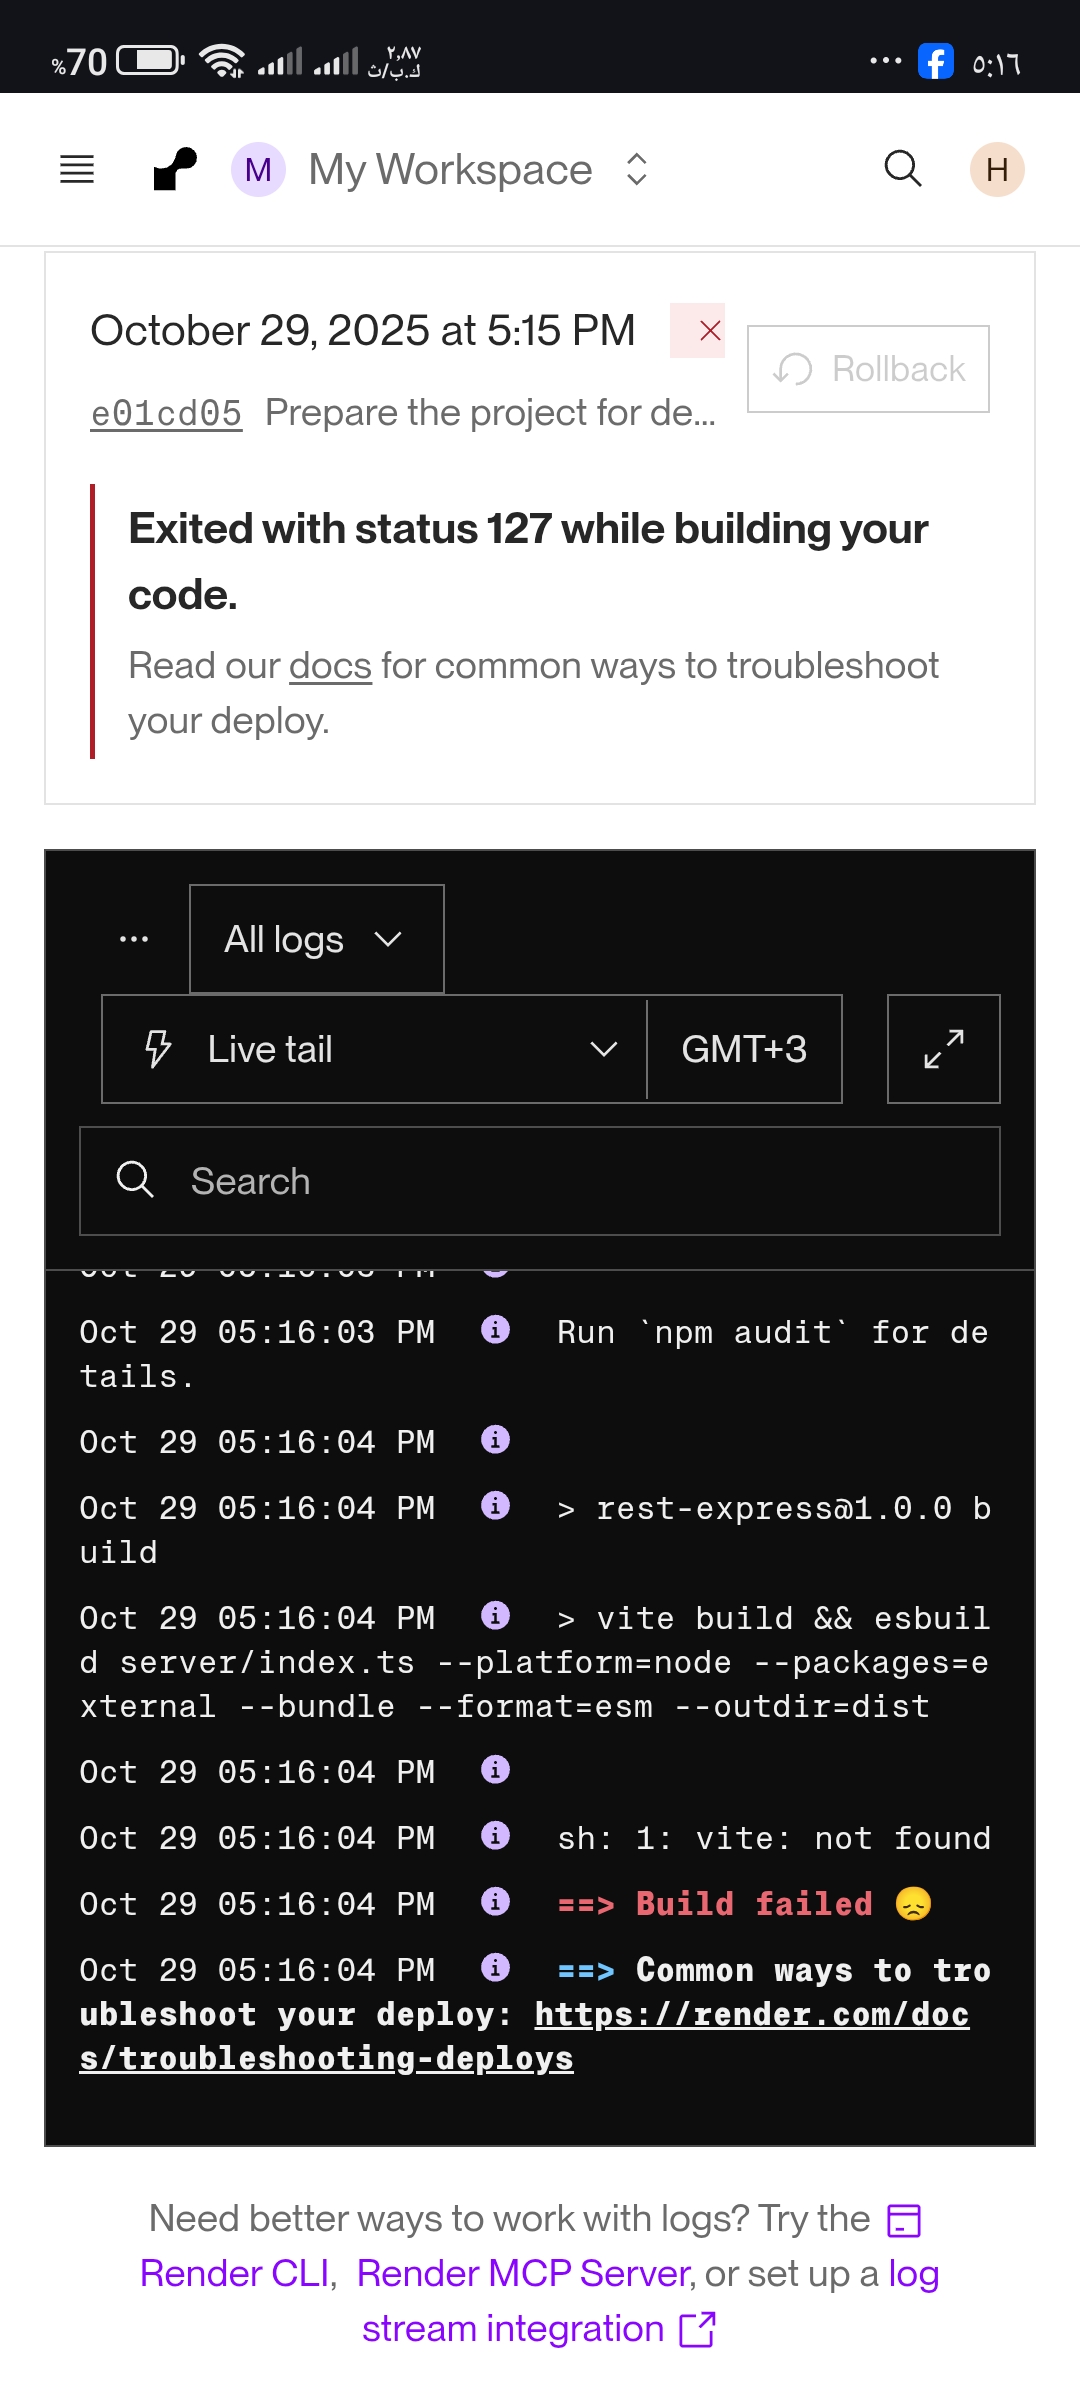 %70
٢,٨٧
ك.ب/ث
٥:١٦
M My Workspace
H
October 29, 2025 at 5:15 PM
Rollback
e01cd05 Prepare the project for de...
Exited with status 127 while building your
code.
Read our docs for common ways to troubleshoot
your deploy.
All logs
Live tail
GMT+3
Search
Oct 29 05:16:03 PM i Run `npm audit` for de
tails.
Oct 29 05:16:04 PM i
Oct 29 05:16:04 PM i > rest-express@1.0.0 b
uild
Oct 29 05:16:04 PM i > vite build && esbuil
d server/index.ts --platform=node --packages=e
xternal --bundle --format=esm --outdir=dist
Oct 29 05:16:04 PM i
Oct 29 05:16:04 PM i sh: 1: vite: not found
Oct 29 05:16:04 PM i ==> Build failed 😞
Oct 29 05:16:04 PM i ==> Common ways to tro
ubleshoot your deploy: https://render.com/doc
s/troubleshooting-deploys
Need better ways to work with logs? Try the
Render CLI, Render MCP Server, or set up a log
stream integration